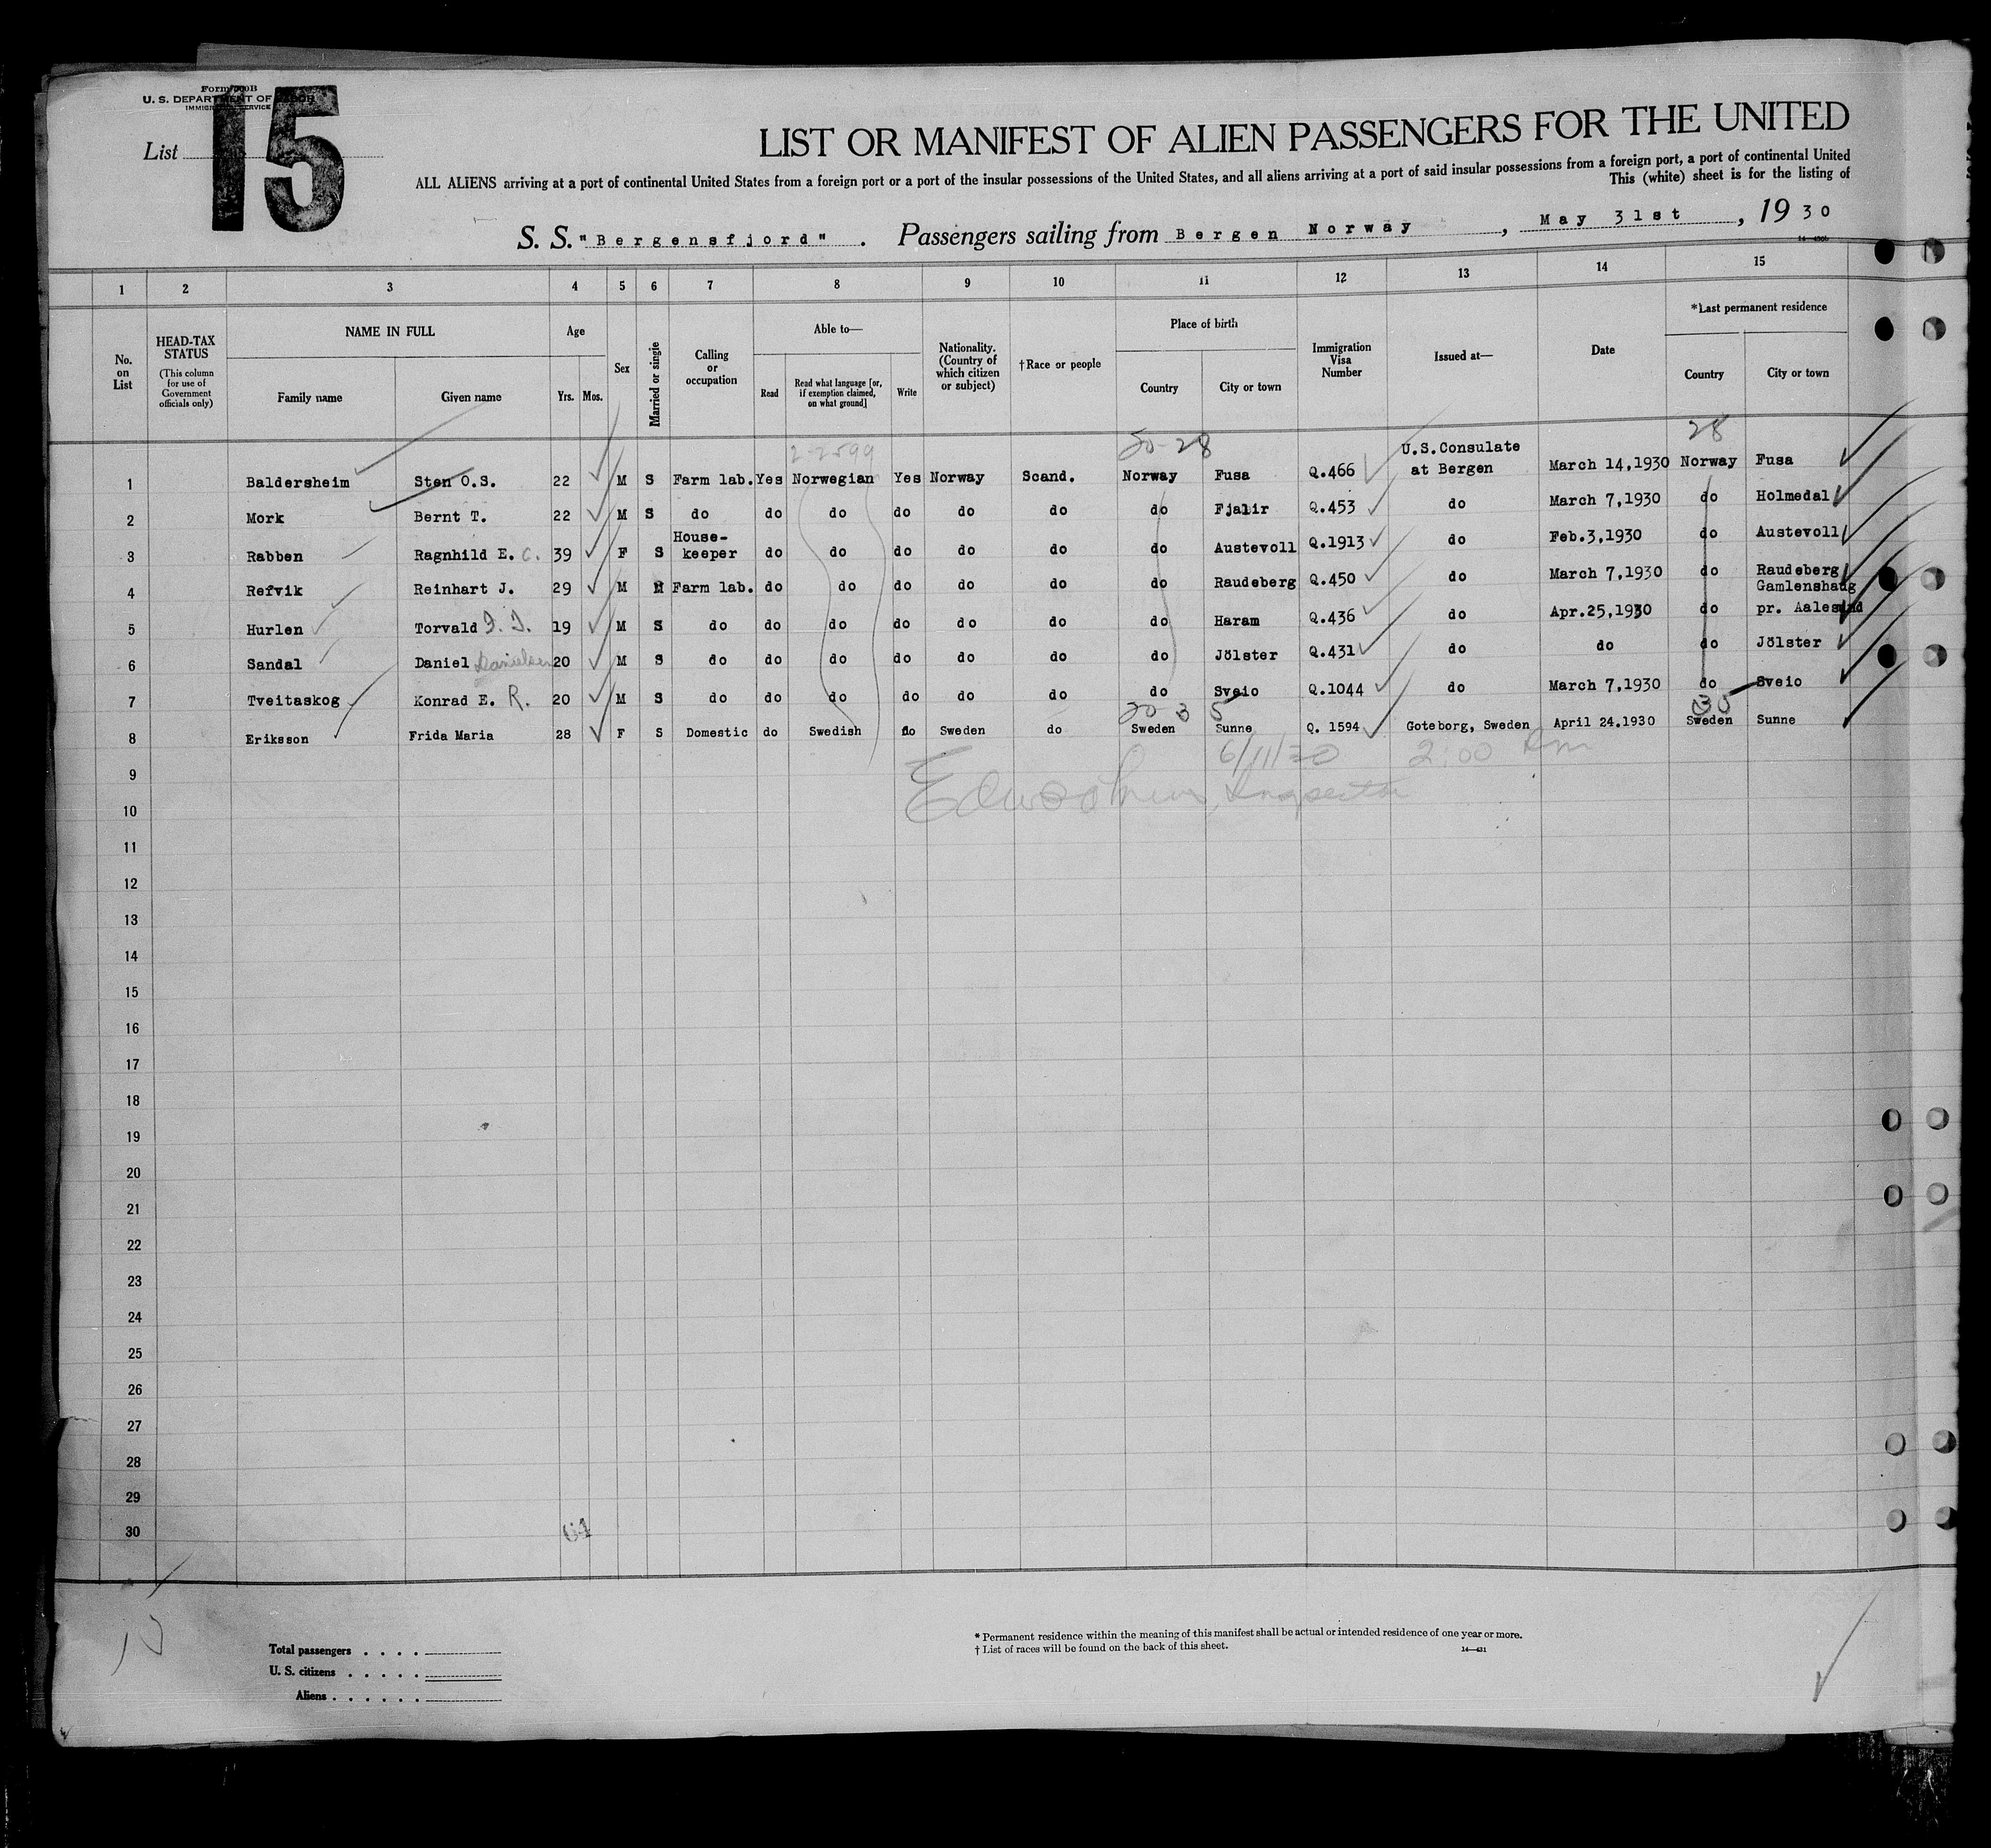 Form 500B
U. S. DEPARTMENT OF LABOR
IMMIGRATION SERVICE
List 15
LIST OR MANIFEST OF ALIEN PASSENGERS FOR THE UNITED
ALL ALIENS arriving at a port of continental United States from a foreign port or a port of the insular possessions of the United States, and all aliens arriving at a port of said insular possessions from a foreign port, a port of continental United
This (white) sheet is for the listing of
S. S. "Bergensfjord" . Passengers sailing from Bergen Norway , May 31st , 19 30
14—430b
1 2 3 4 5 6 7 8 9 10 11 12 13 14 15
No. on List
HEAD-TAX STATUS
(This column for use of Government officials only)
NAME IN FULL
Family name Given name
Age
Yrs. Mos.
Sex
Married or single
Calling or occupation
Able to—
Read
Read what language [or, if exemption claimed, on what ground]
Write
Nationality. (Country of which citizen or subject)
†Race or people
Place of birth
Country City or town
Immigration Visa Number
Issued at—
Date
*Last permanent residence
Country City or town
2-2599 20-28 28
1 Baldersheim Sten O.S. 22 M S Farm lab. Yes Norwegian Yes Norway Scand. Norway Fusa Q.466 U.S.Consulate at Bergen March 14,1930 Norway Fusa
2 Mork Bernt T. 22 M S do do do do do do do Fjalir Q.453 do March 7,1930 do Holmedal
3 Rabben Ragnhild E. C. 39 F S House-keeper do do do do do do Austevoll Q.1913 do Feb.3,1930 do Austevoll
4 Refvik Reinhart J. 29 M M Farm lab. do do do do do do Raudeberg Q.450 do March 7,1930 do Raudeberg
5 Hurlen Torvald 19 M S do do do do do do do Haram Q.436 do Apr.25,1930 do Gamlenshaug pr. Aalesund
6 Sandal Daniel Danielsen 20 M S do do do do do do do Jölster Q.431 do do do Jölster
7 Tveitaskog Konrad E. R. 20 M S do do do do do do do Sveio Q.1044 do March 7,1930 do Sveio
20 3 5 35
8 Eriksson Frida Maria 28 F S Domestic do Swedish do Sweden do Sweden Sunne Q. 1594 Goteborg, Sweden April 24.1930 Sweden Sunne
6/11/30 2:00 Pm
9
Inspector
10
11
12
13
14
15
16
17
18
19
20
21
22
23
24
25
26
27
28
29
30
Total passengers . . . .
U. S. citizens . . . . .
Aliens . . . . . .
* Permanent residence within the meaning of this manifest shall be actual or intended residence of one year or more.
† List of races will be found on the back of this sheet.
14—431